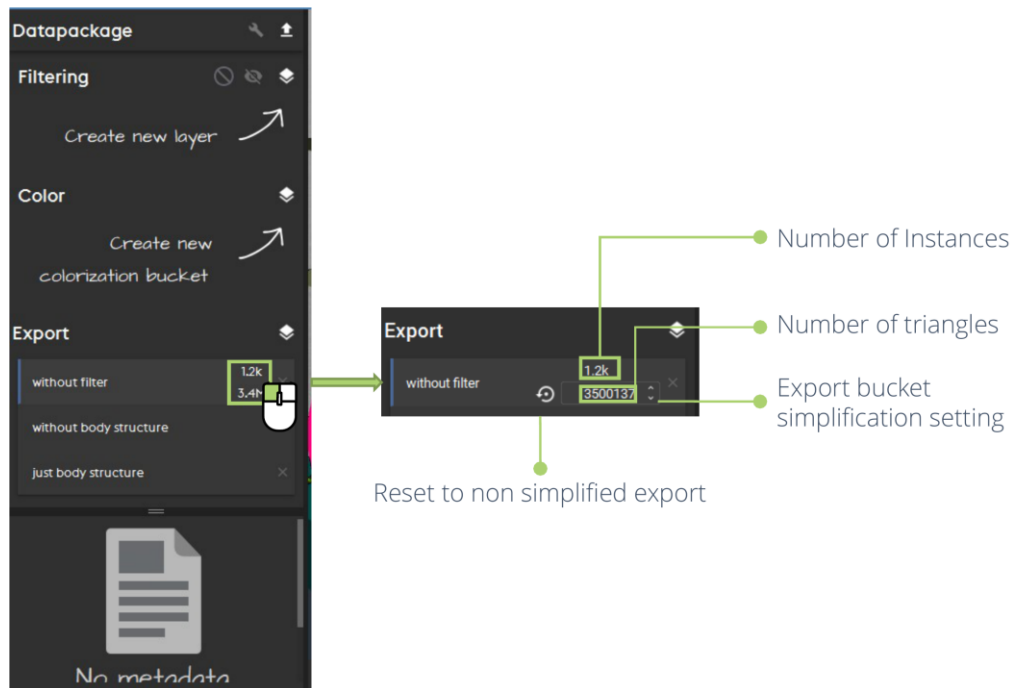 Datapackage
Filtering
Create new layer
Color
Create new
colorization bucket
Export
without filter
1.2k
3.4M
without body structure
just body structure
No metadata
Export
without filter
1.2k
3500137
Number of Instances
Number of triangles
Export bucket
simplification setting
Reset to non simplified export